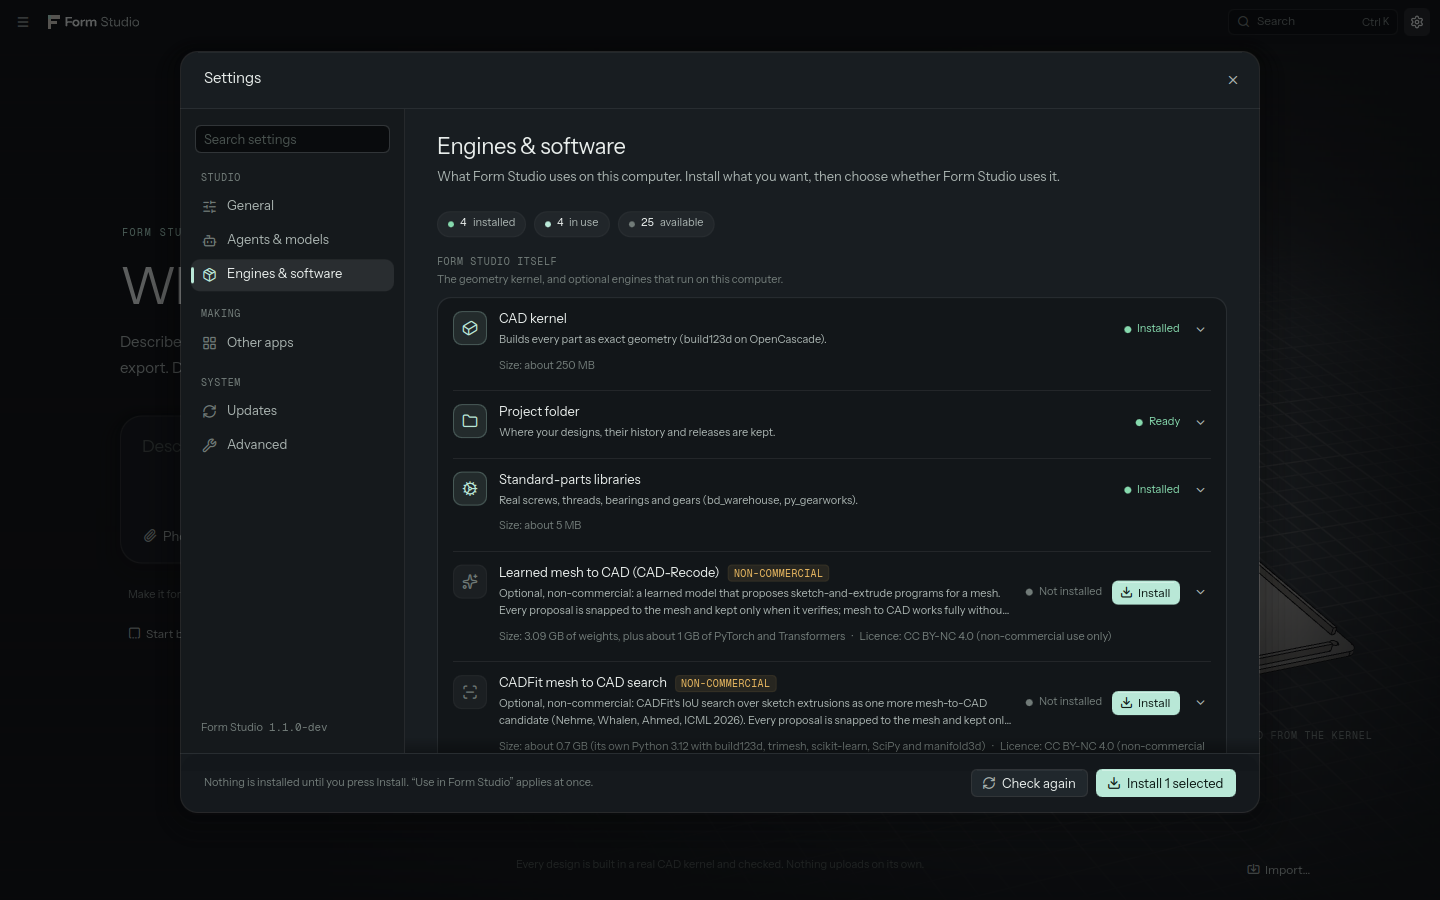 Form Studio
Search
Ctrl K
Settings
Search settings
STUDIO
General
Agents & models
Engines & software
MAKING
Other apps
SYSTEM
Updates
Advanced
Form Studio 1.1.0-dev
Engines & software
What Form Studio uses on this computer. Install what you want, then choose whether Form Studio uses it.
4 installed
4 in use
25 available
FORM STUDIO ITSELF
The geometry kernel, and optional engines that run on this computer.
CAD kernel
Builds every part as exact geometry (build123d on OpenCascade).
Size: about 250 MB
Installed
Project folder
Where your designs, their history and releases are kept.
Ready
Standard-parts libraries
Real screws, threads, bearings and gears (bd_warehouse, py_gearworks).
Size: about 5 MB
Installed
Learned mesh to CAD (CAD-Recode) NON-COMMERCIAL
Optional, non-commercial: a learned model that proposes sketch-and-extrude programs for a mesh.
Every proposal is snapped to the mesh and kept only when it verifies; mesh to CAD works fully withou...
Size: 3.09 GB of weights, plus about 1 GB of PyTorch and Transformers · Licence: CC BY-NC 4.0 (non-commercial use only)
Not installed
Install
CADFit mesh to CAD search NON-COMMERCIAL
Optional, non-commercial: CADFit's IoU search over sketch extrusions as one more mesh-to-CAD
candidate (Nehme, Whalen, Ahmed, ICML 2026). Every proposal is snapped to the mesh and kept onl...
Size: about 0.7 GB (its own Python 3.12 with build123d, trimesh, scikit-learn, SciPy and manifold3d) · Licence: CC BY-NC 4.0 (non-commercial
Not installed
Install
Nothing is installed until you press Install. “Use in Form Studio” applies at once.
Check again
Install 1 selected
FORM STU
Describe
export. D
Desc
Make it for
Start b
FROM THE KERNEL
Every design is built in a real CAD kernel and checked. Nothing uploads on its own.
Import...